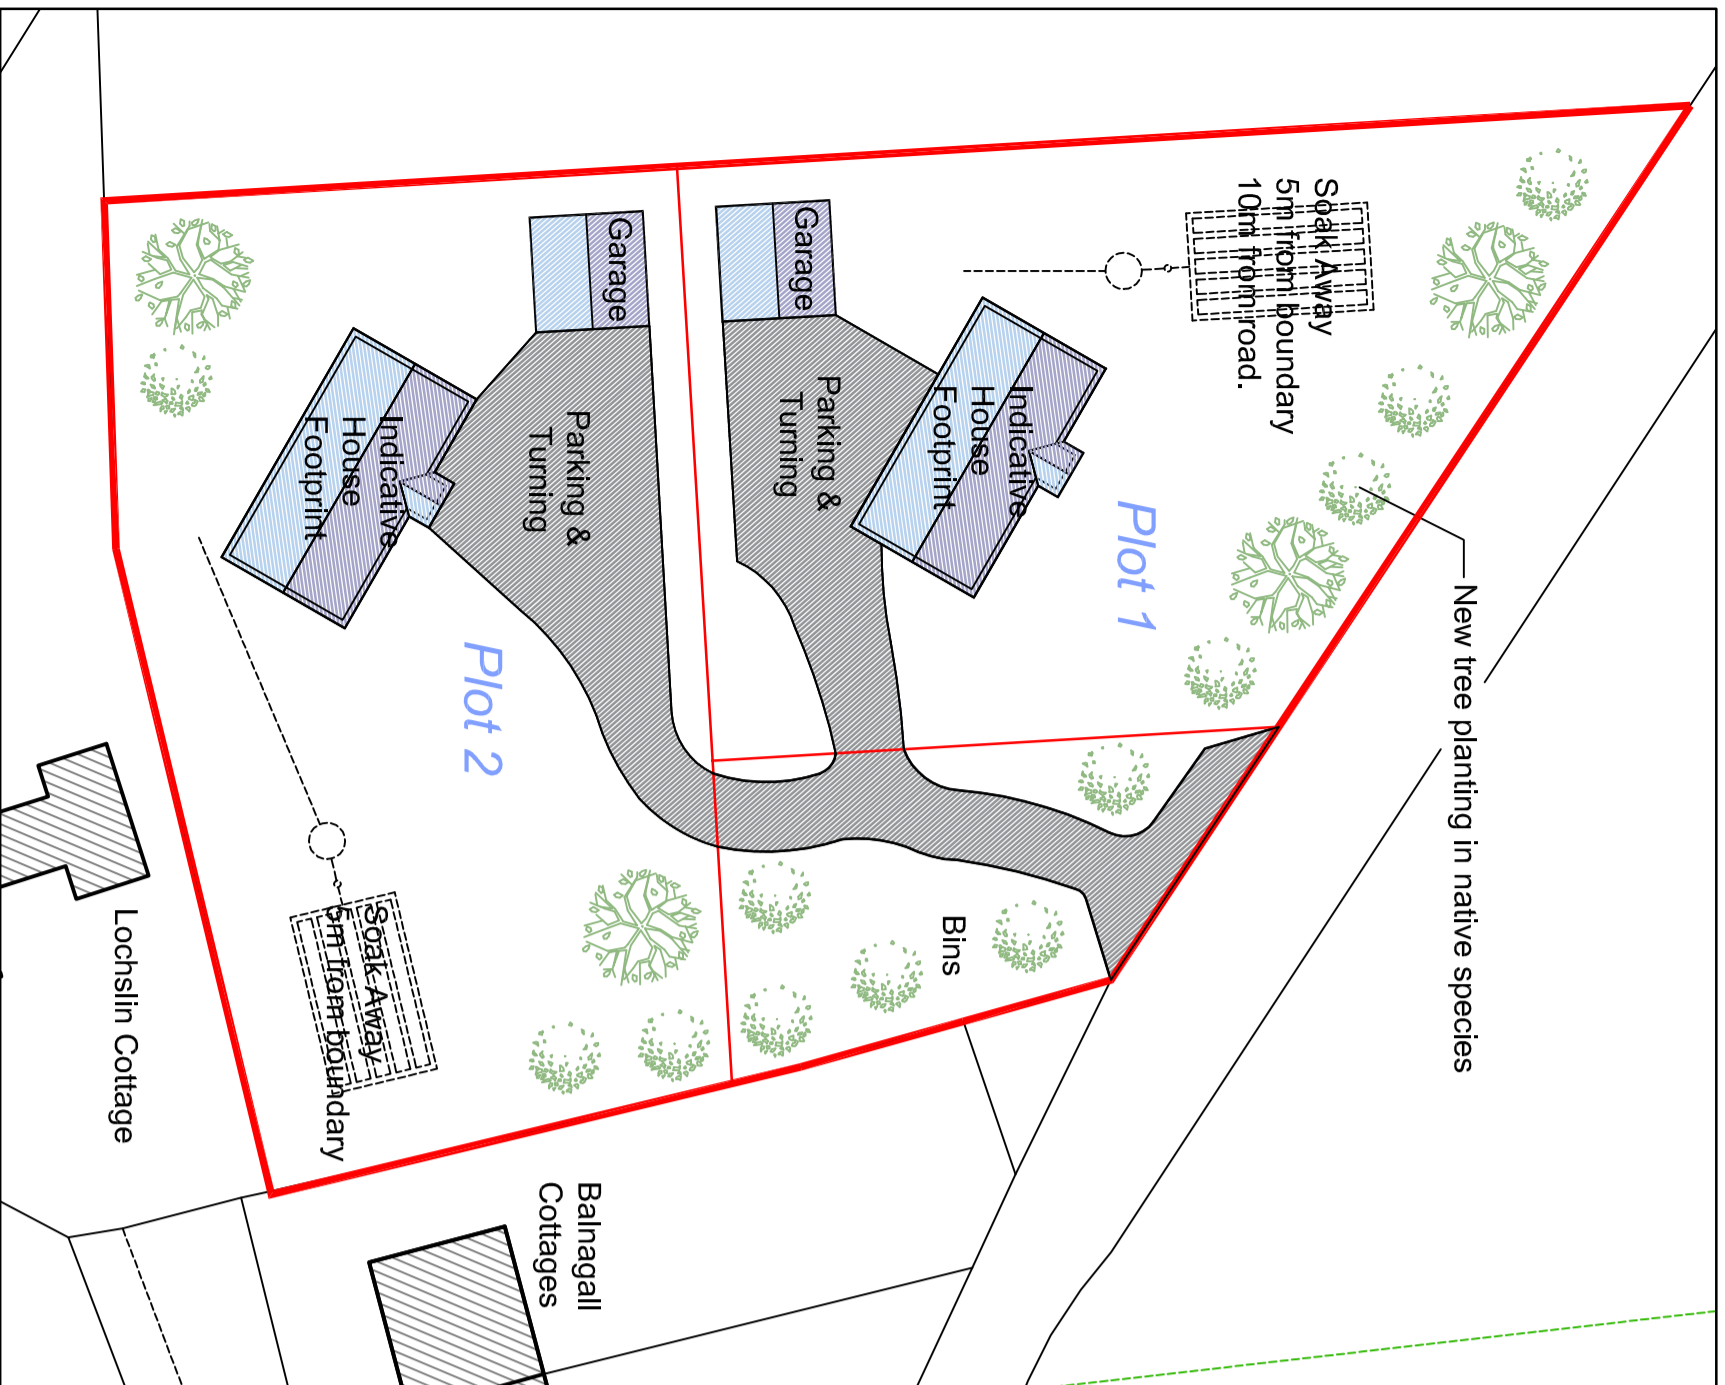 Soak Away
5m from boundary
10m from road.
New tree planting in native species
Garage
Indicative
House
Footprint
Parking &
Turning
Plot 1
Garage
Parking &
Turning
Indicative
House
Footprint
Plot 2
Bins
Soak Away
5m from boundary
Lochslin Cottage
Balnagall
Cottages